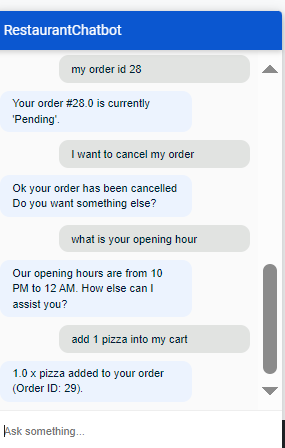 RestaurantChatbot
my order id 28
Your order #28.0 is currently
'Pending'.
I want to cancel my order
Ok your order has been cancelled
Do you want something else?
what is your opening hour
Our opening hours are from 10
PM to 12 AM. How else can I
assist you?
add 1 pizza into my cart
1.0 x pizza added to your order
(Order ID: 29).
Ask something...